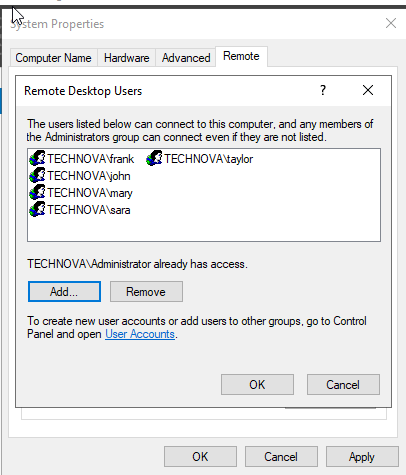 System Properties
Computer Name
Hardware
Advanced
Remote
Remote Desktop Users
?
The users listed below can connect to this computer, and any members of
the Administrators group can connect even if they are not listed.
TECHNOVA\frank
TECHNOVA\taylor
TECHNOVA\john
TECHNOVA\mary
TECHNOVA\sara
TECHNOVA\Administrator already has access.
Add...
Remove
To create new user accounts or add users to other groups, go to Control
Panel and open User Accounts.
OK
Cancel
OK
Cancel
Apply